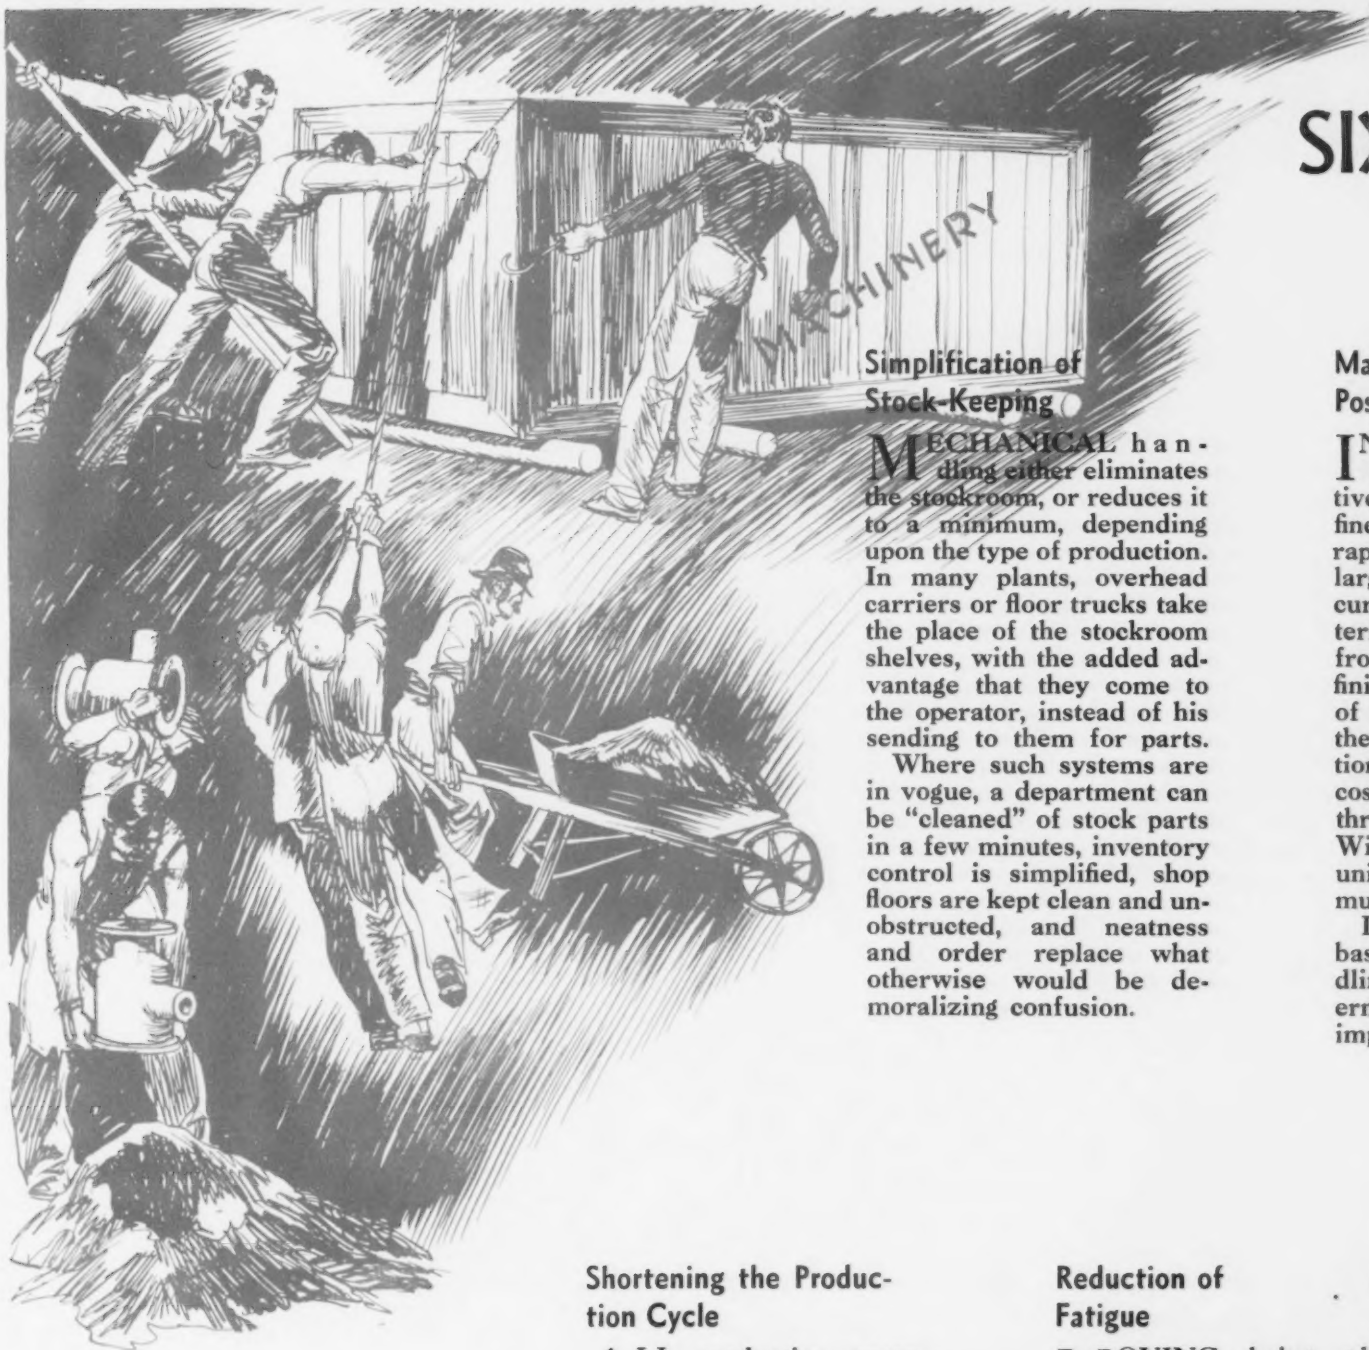 SIX
MACHINERY
Simplification of
Stock-Keeping
MECHANICAL han-
dling either eliminates
the stockroom, or reduces it
to a minimum, depending
upon the type of production.
In many plants, overhead
carriers or floor trucks take
the place of the stockroom
shelves, with the added ad-
vantage that they come to
the operator, instead of his
sending to them for parts.
Where such systems are
in vogue, a department can
be “cleaned” of stock parts
in a few minutes, inventory
control is simplified, shop
floors are kept clean and un-
obstructed, and neatness
and order replace what
otherwise would be de-
moralizing confusion.
Ma
Pos
IN
tive
fine
rap
larg
cur
ter
fro
fini
of
the
tion
cos
thr
Wi
uni
mu
I
bas
dli
ern
imp
Shortening the Produc-
tion Cycle
Reduction of
Fatigue